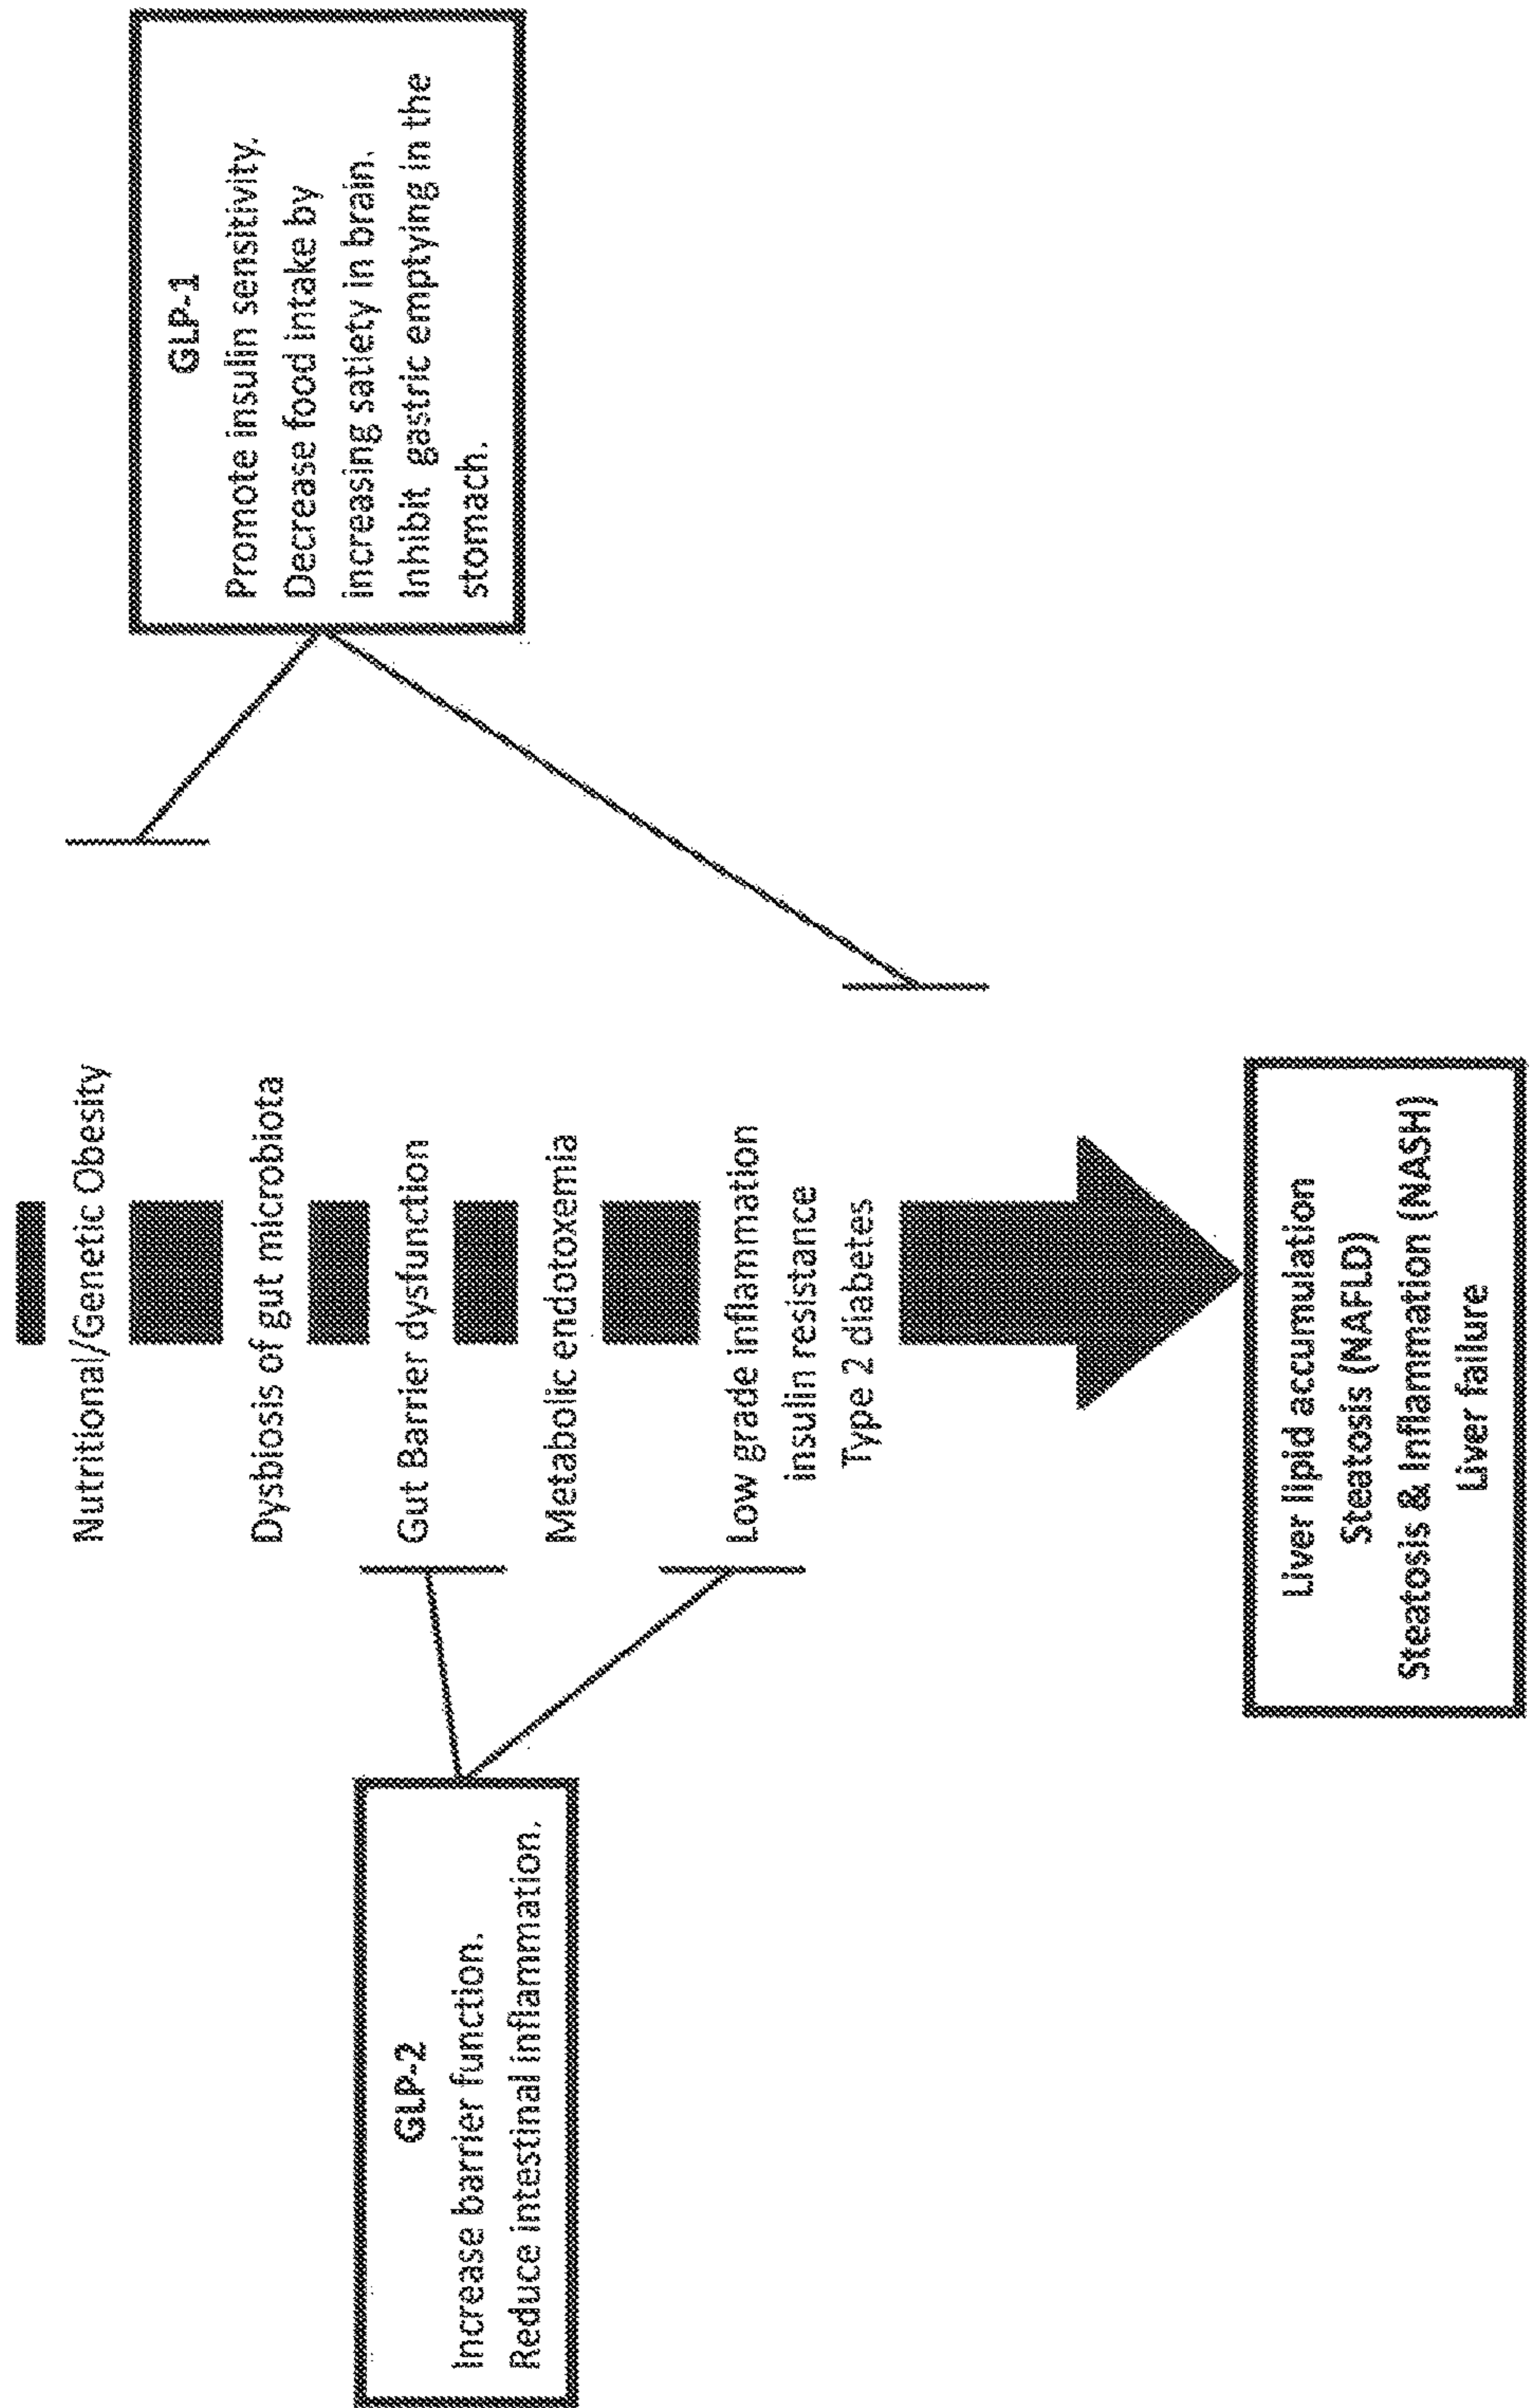 Nutritional/Genetic Obesity
Dysbiosis of gut microbiota
Gut Barrier dysfunction
Metabolic endotoxemia
Low grade inflammation
insulin resistance
Type 2 diabetes
GLP-2
Increase barrier function.
Reduce intestinal inflammation.
GLP-1
Promote insulin sensitivity.
Decrease food intake by
increasing satiety in brain.
Inhibit gastric emptying in the
stomach.
Liver lipid accumulation
Steatosis (NAFLD)
Steatosis & Inflammation (NASH)
Liver failure